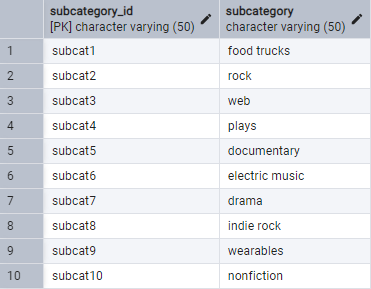 subcategory_id subcategory
[PK] character varying (50) character varying (50)
1 subcat1 food trucks
2 subcat2 rock
3 subcat3 web
4 subcat4 plays
5 subcat5 documentary
6 subcat6 electric music
7 subcat7 drama
8 subcat8 indie rock
9 subcat9 wearables
10 subcat10 nonfiction